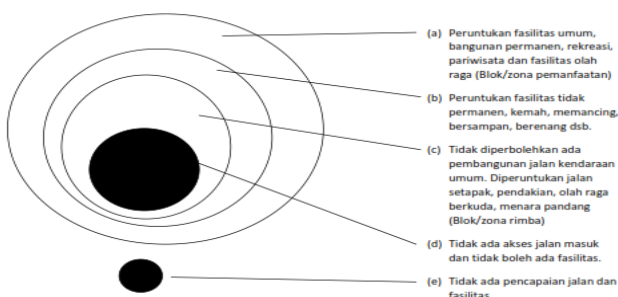 (a) Peruntukan fasilitas umum,
bangunan permanen, rekreasi,
pariwisata dan fasilitas olah
raga (Blok/zona pemanfaatan)
(b) Peruntukan fasilitas tidak
permanen, kemah, memancing,
bersampan, berenang dsb.
(c) Tidak diperbolehkan ada
pembangunan jalan kendaraan
umum. Diperuntukan jalan
setapak, pendakian, olah raga
berkuda, menara pandang
(Blok/zona rimba)
(d) Tidak ada akses jalan masuk
dan tidak boleh ada fasilitas.
(e) Tidak ada pencapaian jalan dan
fasilitas